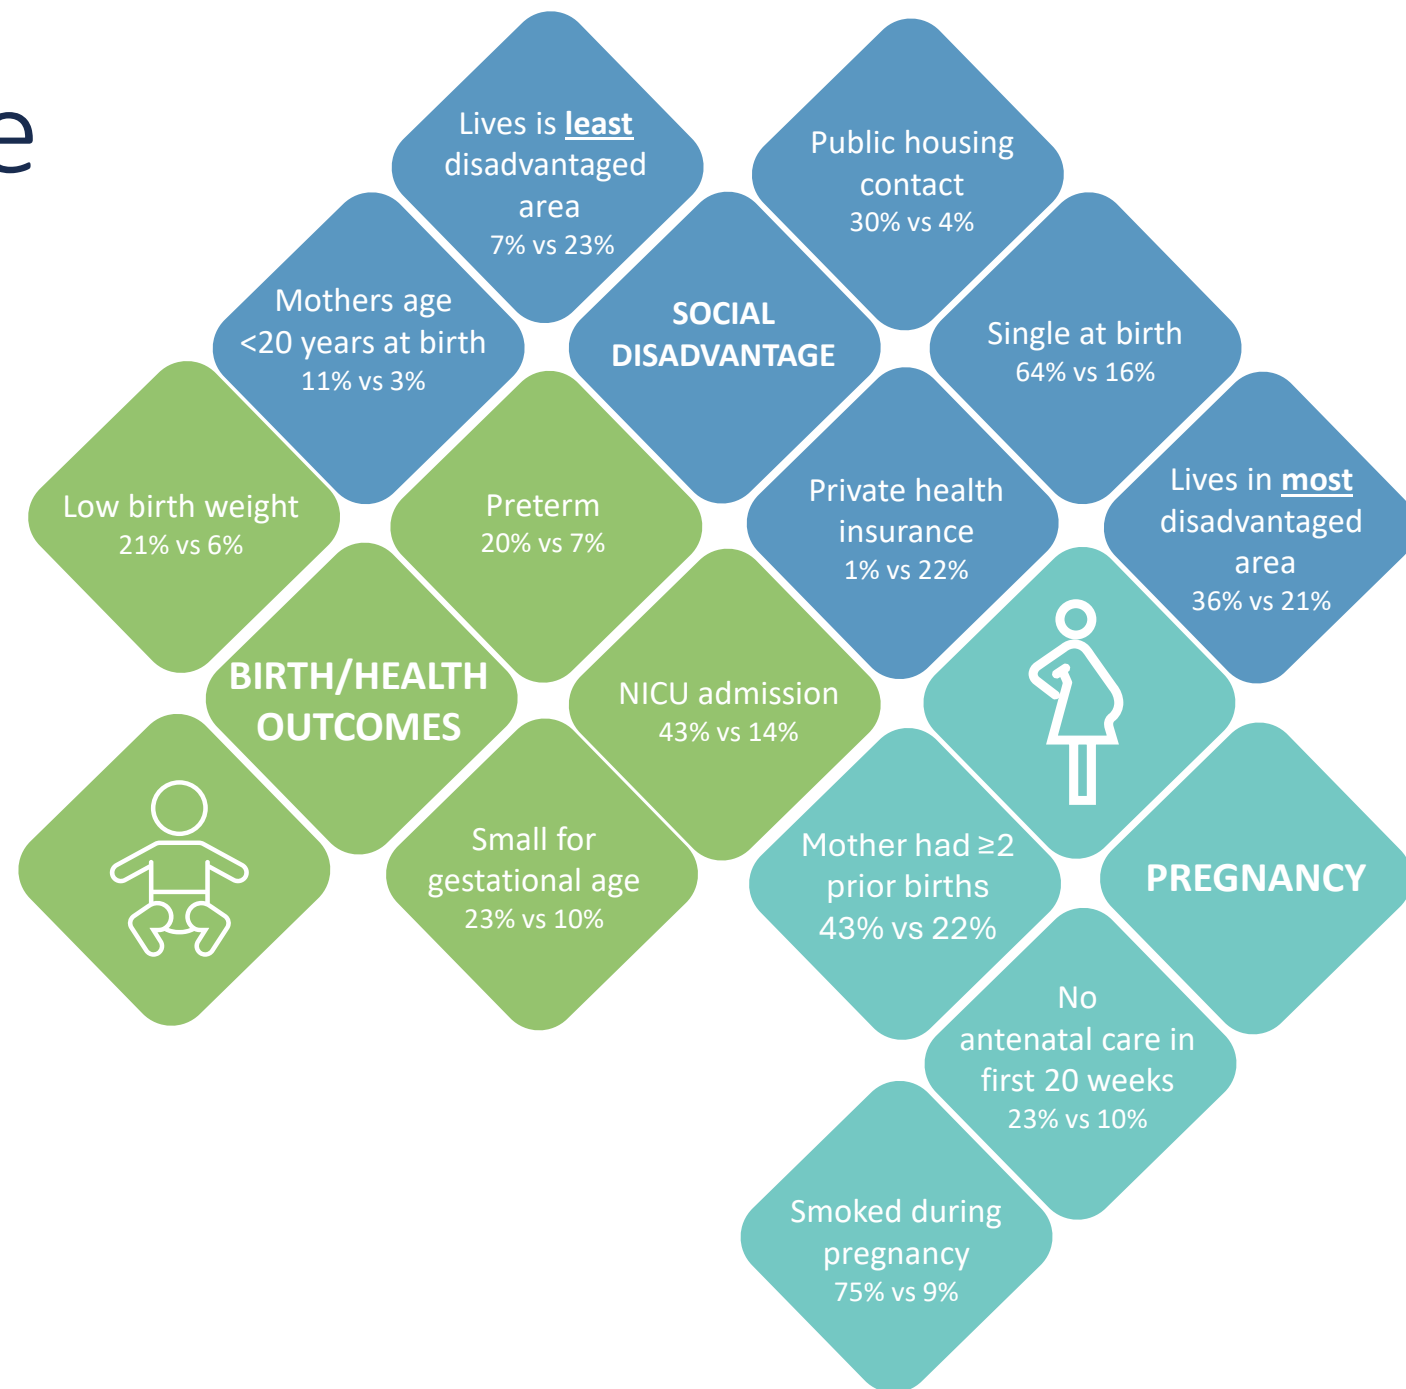 e
Lives is least
disadvantaged
area
7% vs 23%
Public housing
contact
30% vs 4%
Mothers age
<20 years at birth
11% vs 3%
SOCIAL
DISADVANTAGE
Single at birth
64% vs 16%
Low birth weight
21% vs 6%
Preterm
20% vs 7%
Private health
insurance
1% vs 22%
Lives in most
disadvantaged
area
36% vs 21%
BIRTH/HEALTH
OUTCOMES
NICU admission
43% vs 14%
Small for
gestational age
23% vs 10%
Mother had ≥2
prior births
43% vs 22%
PREGNANCY
No
antenatal care in
first 20 weeks
23% vs 10%
Smoked during
pregnancy
75% vs 9%